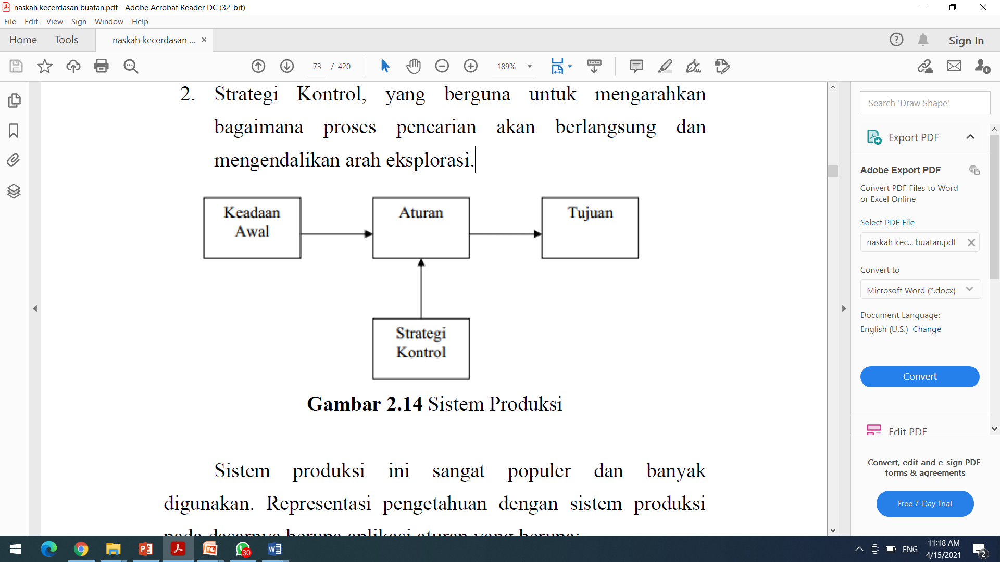 naskah kecerdasan buatan.pdf - Adobe Acrobat Reader DC (32-bit)
File Edit View Sign Window Help
Home Tools naskah kecerdasan ... Sign In
73 / 420 189%
2. Strategi Kontrol, yang berguna untuk mengarahkan
bagaimana proses pencarian akan berlangsung dan
mengendalikan arah eksplorasi.
Keadaan
Awal
Aturan
Tujuan
Strategi
Kontrol
Gambar 2.14 Sistem Produksi
Sistem produksi ini sangat populer dan banyak
digunakan. Representasi pengetahuan dengan sistem produksi
pada dasarnya berupa aplikasi aturan yang berupa:
Search 'Draw Shape'
Export PDF
Adobe Export PDF
Convert PDF Files to Word
or Excel Online
Select PDF File
naskah kec... buatan.pdf
Convert to
Microsoft Word (*.docx)
Document Language:
English (U.S.) Change
Convert
Edit PDF
Convert, edit and e-sign PDF
forms & agreements
Free 7-Day Trial
30
ENG
11:18 AM
4/15/2021
2